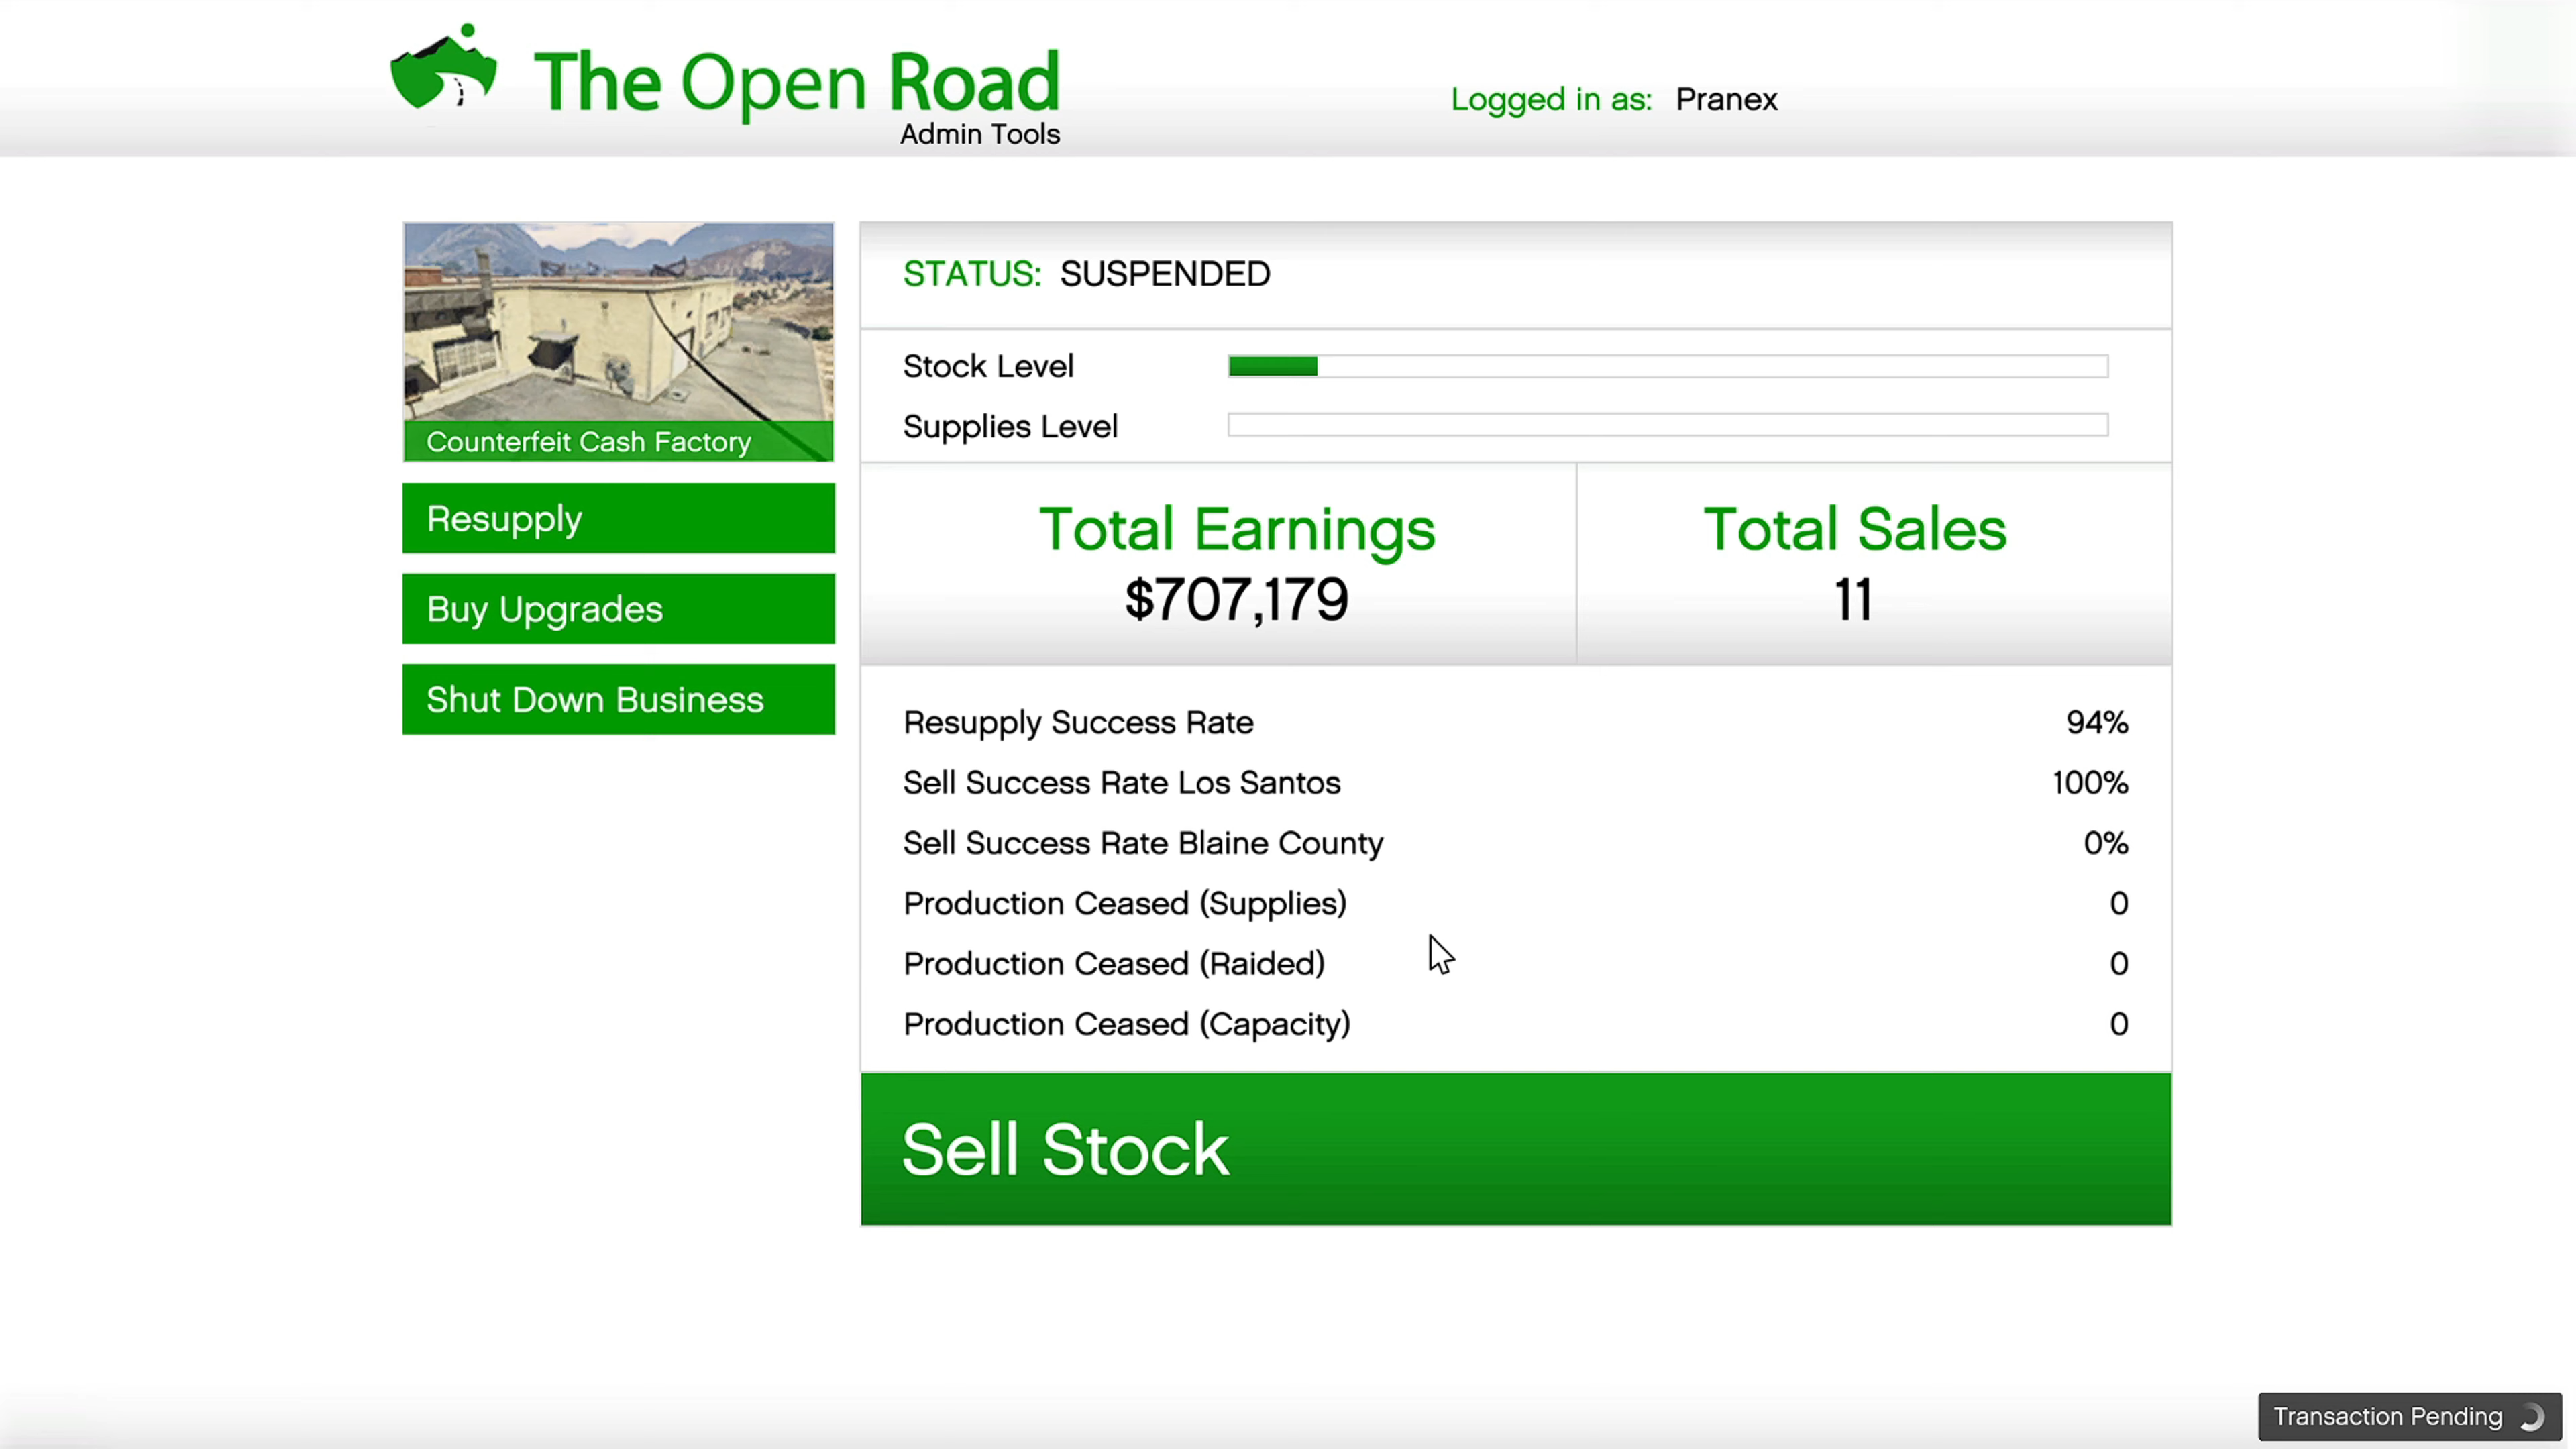 The Open Road
Admin Tools
Logged in as: Pranex
Counterfeit Cash Factory
Resupply
Buy Upgrades
Shut Down Business
STATUS: SUSPENDED
Stock Level
Supplies Level
Total Earnings
$707,179
Total Sales
11
Resupply Success Rate 94%
Sell Success Rate Los Santos 100%
Sell Success Rate Blaine County 0%
Production Ceased (Supplies) 0
Production Ceased (Raided) 0
Production Ceased (Capacity) 0
Sell Stock
Transaction Pending